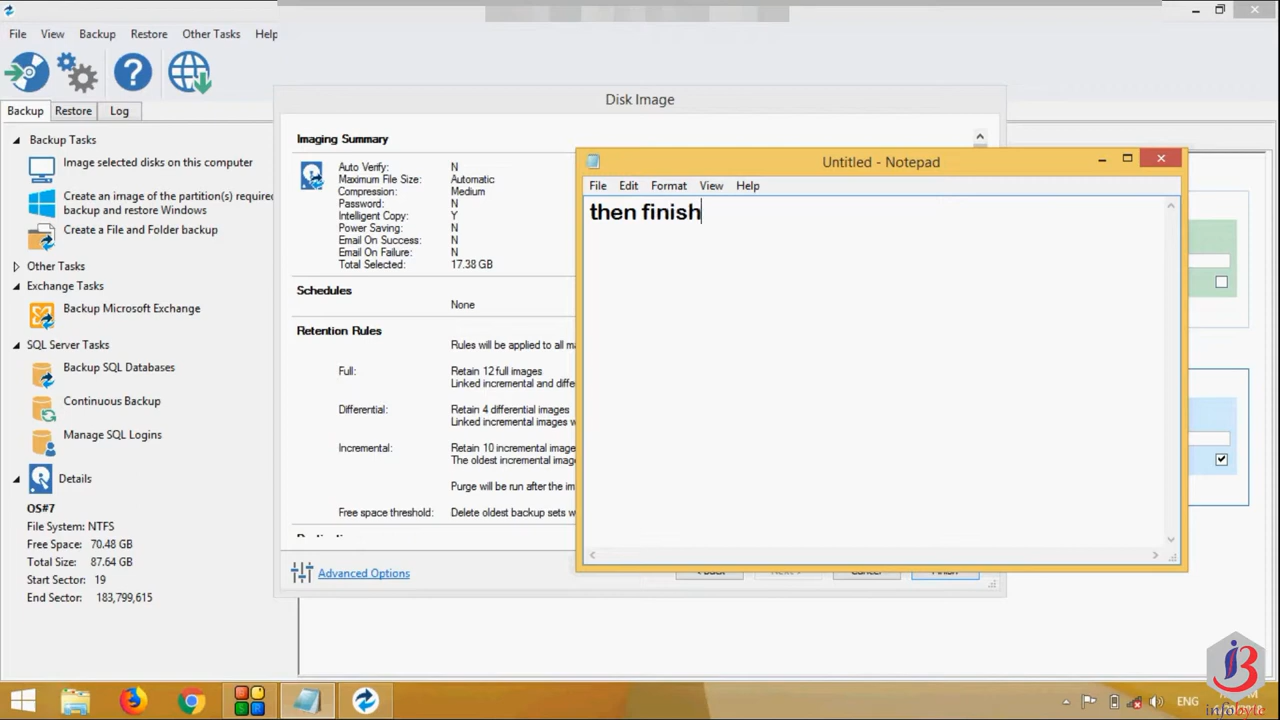 File View Backup Restore Other Tasks Help
Backup Restore Log
Backup Tasks
Image selected disks on this computer
Create an image of the partition(s) required
backup and restore Windows
Create a File and Folder backup
Other Tasks
Exchange Tasks
Backup Microsoft Exchange
SQL Server Tasks
Backup SQL Databases
Continuous Backup
Manage SQL Logins
Details
OS#7
File System: NTFS
Free Space: 70.48 GB
Total Size: 87.64 GB
Start Sector: 19
End Sector: 183,799,615
Disk Image
Imaging Summary
Auto Verify: N
Maximum File Size: Automatic
Compression: Medium
Password: N
Intelligent Copy: Y
Power Saving: N
Email On Success: N
Email On Failure: N
Total Selected: 17.38 GB
Schedules
None
Retention Rules
Rules will be applied to all
Full: Retain 12 full images
Linked incremental and
Differential: Retain 4 differential images
Linked incremental images
Incremental: Retain 10 incremental
The oldest incremental
Purge will be run after the
Free space threshold: Delete oldest backup sets
Advanced Options
Back Next > Cancel Finish
Untitled - Notepad
File Edit Format View Help
then finish
ENG
infobyte